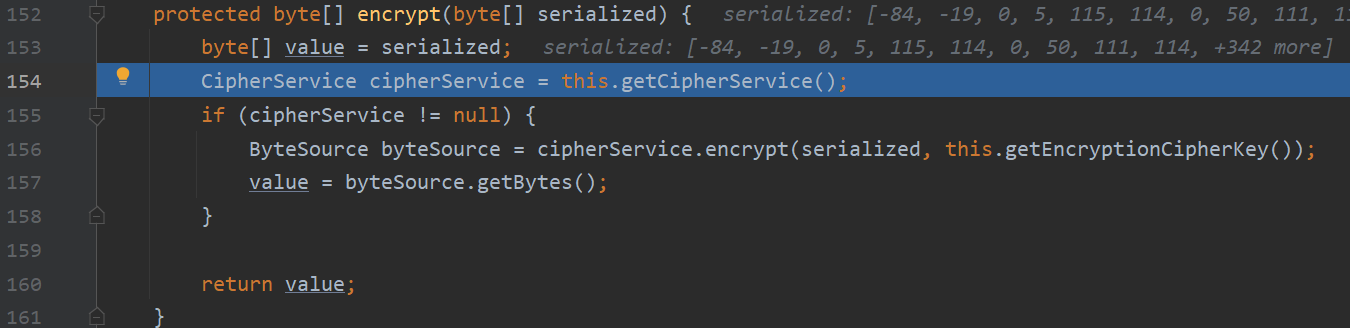 152 protected byte[] encrypt(byte[] serialized) { serialized: [-84, -19, 0, 5, 115, 114, 0, 50, 111, 11
153 byte[] value = serialized; serialized: [-84, -19, 0, 5, 115, 114, 0, 50, 111, 114, +342 more]
154 CipherService cipherService = this.getCipherService();
155 if (cipherService != null) {
156 ByteSource byteSource = cipherService.encrypt(serialized, this.getEncryptionCipherKey());
157 value = byteSource.getBytes();
158 }
159
160 return value;
161 }